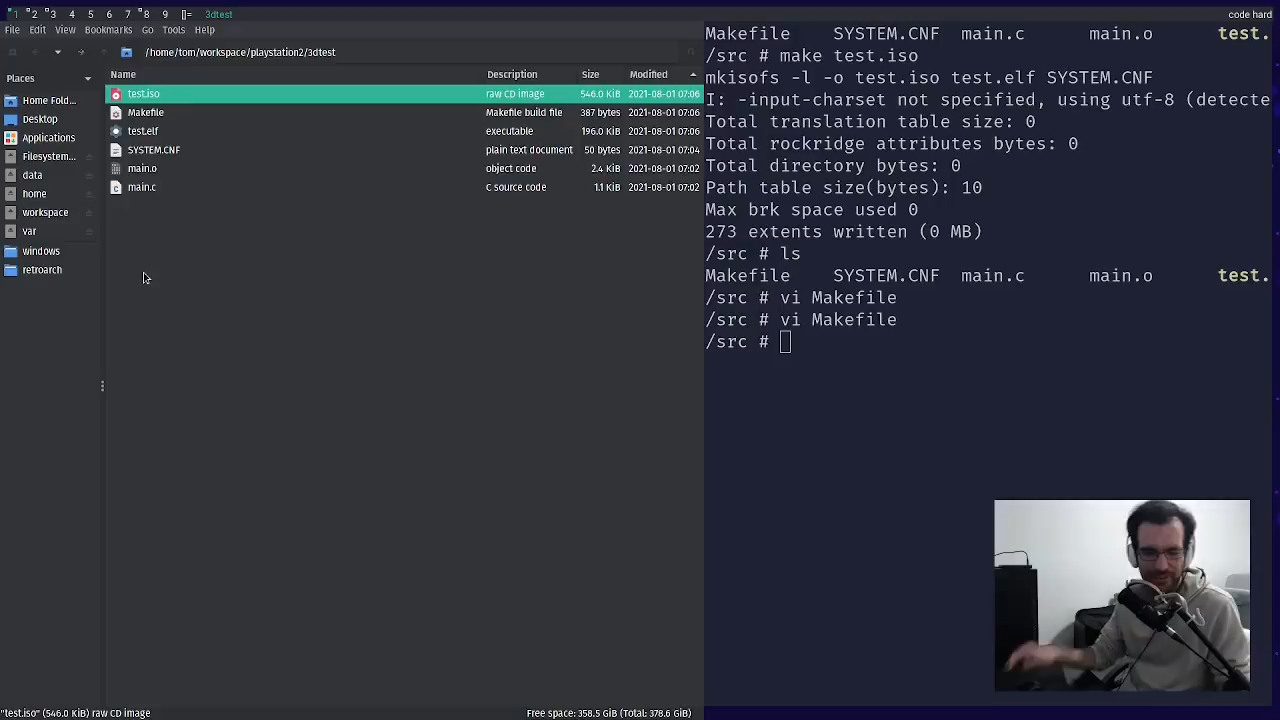 1 2 3 4 5 6 7 8 9 []= 3dtest code hard
File Edit View Bookmarks Go Tools Help
/home/tom/workspace/playstation2/3dtest
Places
Home Fold...
Desktop
Applications
Filesystem...
data
home
workspace
var
windows
retroarch
Name Description Size Modified
test.iso raw CD image 546.0 KiB 2021-08-01 07:06
Makefile Makefile build file 387 bytes 2021-08-01 07:06
test.elf executable 196.0 KiB 2021-08-01 07:06
SYSTEM.CNF plain text document 50 bytes 2021-08-01 07:04
main.o object code 2.4 KiB 2021-08-01 07:02
main.c C source code 1.1 KiB 2021-08-01 07:02
"test.iso" (546.0 KiB) raw CD image Free space: 358.5 GiB (Total: 378.6 GiB)
Makefile SYSTEM.CNF main.c main.o test.
/src # make test.iso
mkisofs -l -o test.iso test.elf SYSTEM.CNF
I: -input-charset not specified, using utf-8 (detecte
Total translation table size: 0
Total rockridge attributes bytes: 0
Total directory bytes: 0
Path table size(bytes): 10
Max brk space used 0
273 extents written (0 MB)
/src # ls
Makefile SYSTEM.CNF main.c main.o test.
/src # vi Makefile
/src # vi Makefile
/src #